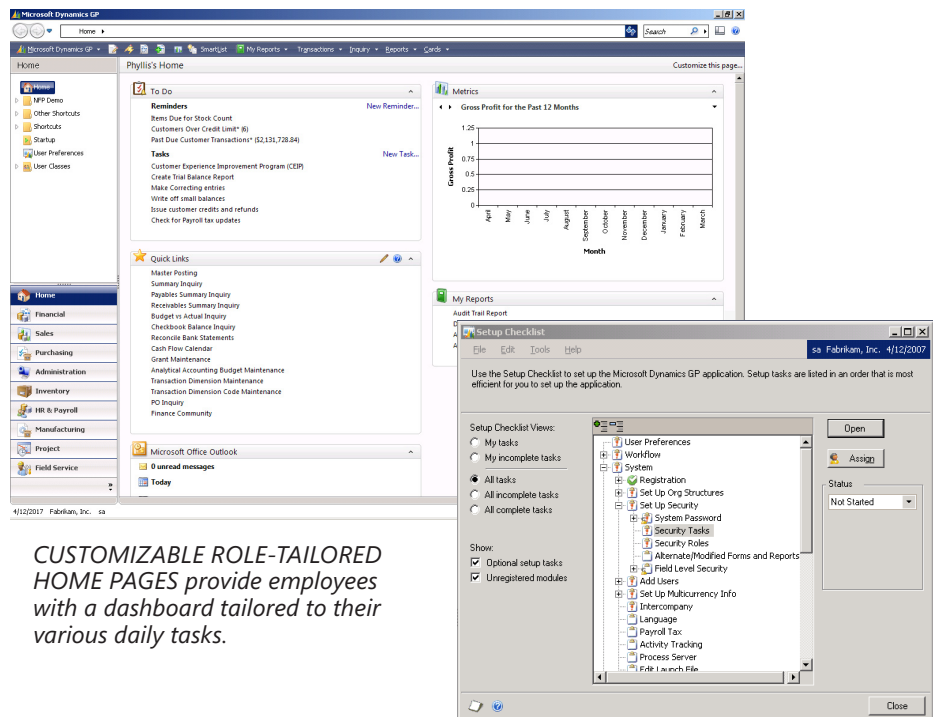 Microsoft Dynamics GP
Home
Search
Microsoft Dynamics GP
SmartList
My Reports
Transactions
Inquiry
Reports
Cards
Home
Phyllis's Home
Customize this page...
Home
NFP Demo
Other Shortcuts
Shortcuts
Startup
User Preferences
User Classes
To Do
Reminders
New Reminder...
Items Due for Stock Count
Customers Over Credit Limit* (6)
Past Due Customer Transactions* ($2,131,728.84)
Tasks
New Task...
Customer Experience Improvement Program (CEIP)
Create Trial Balance Report
Make Correcting entries
Write off small balances
Issue customer credits and refunds
Check for Payroll tax updates
Metrics
Gross Profit for the Past 12 Months
1.25
1
0.75
0.5
0.25
0
Gross Profit
April
May
June
July
August
September
October
November
December
January
February
March
Month
Quick Links
Master Posting
Summary Inquiry
Payables Summary Inquiry
Receivables Summary Inquiry
Budget vs Actual Inquiry
Checkbook Balance Inquiry
Reconcile Bank Statements
Cash Flow Calendar
Grant Maintenance
Analytical Accounting Budget Maintenance
Transaction Dimension Maintenance
Transaction Dimension Code Maintenance
PO Inquiry
Finance Community
My Reports
Audit Trail Report
Home
Financial
Sales
Purchasing
Administration
Inventory
HR & Payroll
Manufacturing
Project
Field Service
Microsoft Office Outlook
0 unread messages
Today
4/12/2017 Fabrikam, Inc. sa
Setup Checklist
File
Edit
Tools
Help
sa Fabrikam, Inc. 4/12/2007
Use the Setup Checklist to set up the Microsoft Dynamics GP application. Setup tasks are listed in an order that is most
efficient for you to set up the application.
Setup Checklist Views:
My tasks
My incomplete tasks
All tasks
All incomplete tasks
All complete tasks
Show:
Optional setup tasks
Unregistered modules
User Preferences
Workflow
System
Registration
Set Up Org Structures
Set Up Security
System Password
Security Tasks
Security Roles
Alternate/Modified Forms and Reports
Field Level Security
Add Users
Set Up Multicurrency Info
Intercompany
Language
Payroll Tax
Activity Tracking
Process Server
Edit Launch File
Open
Assign
Status
Not Started
Close
CUSTOMIZABLE ROLE-TAILORED
HOME PAGES provide employees
with a dashboard tailored to their
various daily tasks.